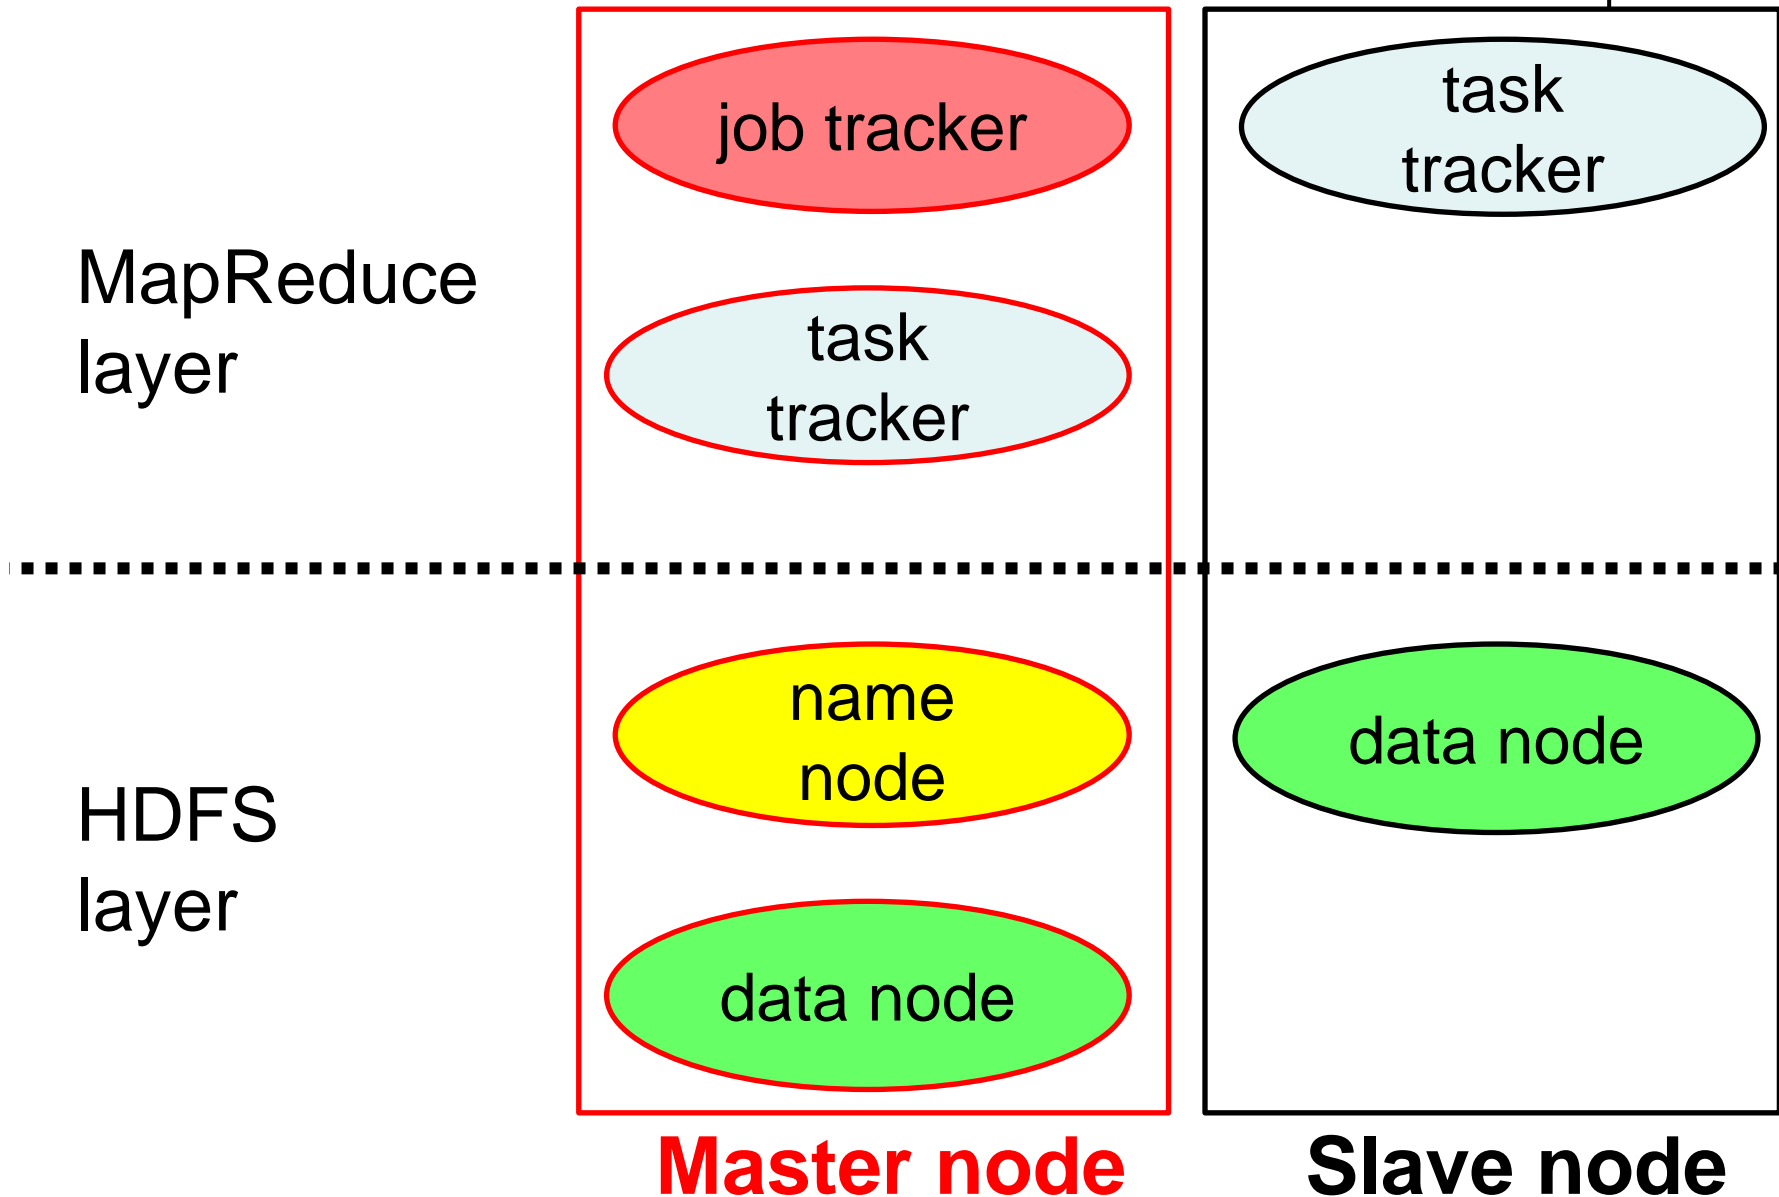 job tracker
task
tracker
MapReduce
layer
task
tracker
name
node
data node
HDFS
layer
data node
Master node
Slave node